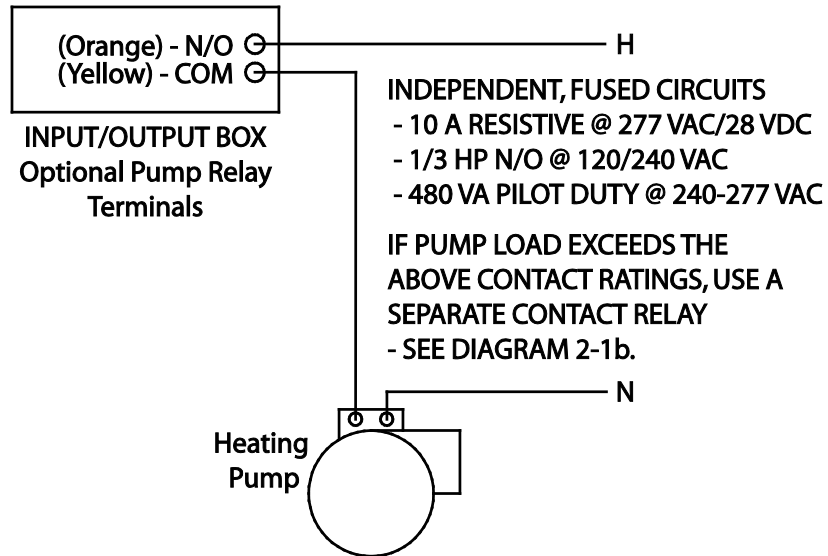 (Orange) - N/O
H
(Yellow) - COM
INPUT/OUTPUT BOX
Optional Pump Relay
Terminals
INDEPENDENT, FUSED CIRCUITS
- 10 A RESISTIVE @ 277 VAC/28 VDC
- 1/3 HP N/O @ 120/240 VAC
- 480 VA PILOT DUTY @ 240-277 VAC
IF PUMP LOAD EXCEEDS THE
ABOVE CONTACT RATINGS, USE A
SEPARATE CONTACT RELAY
- SEE DIAGRAM 2-1b.
N
Heating
Pump